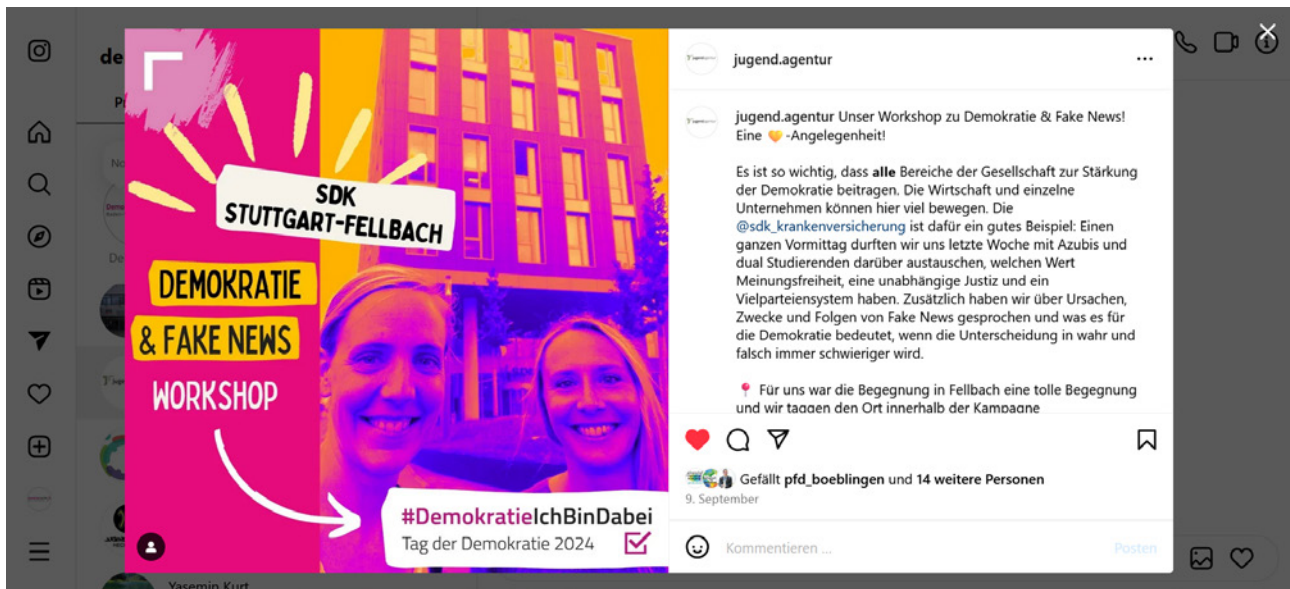 SDK
STUTTGART-FELLBACH
DEMOKRATIE
& FAKE NEWS
WORKSHOP
#DemokratieIchBinDabei
Tag der Demokratie 2024
jugend.agentur
jugend.agentur Unser Workshop zu Demokratie & Fake News!
Eine 🧡 -Angelegenheit!
Es ist so wichtig, dass alle Bereiche der Gesellschaft zur Stärkung
der Demokratie beitragen. Die Wirtschaft und einzelne
Unternehmen können hier viel bewegen. Die
@sdk_krankenversicherung ist dafür ein gutes Beispiel: Einen
ganzen Vormittag durften wir uns letzte Woche mit Azubis und
dual Studierenden darüber austauschen, welchen Wert
Meinungsfreiheit, eine unabhängige Justiz und ein
Vielparteiensystem haben. Zusätzlich haben wir über Ursachen,
Zwecke und Folgen von Fake News gesprochen und was es für
die Demokratie bedeutet, wenn die Unterscheidung in wahr und
falsch immer schwieriger wird.
📍 Für uns war die Begegnung in Fellbach eine tolle Begegnung
und wir taggen den Ort innerhalb der Kampagne
Gefällt pfd_boeblingen und 14 weitere Personen
9. September
Kommentieren ...
Posten
Yasemin Kurt